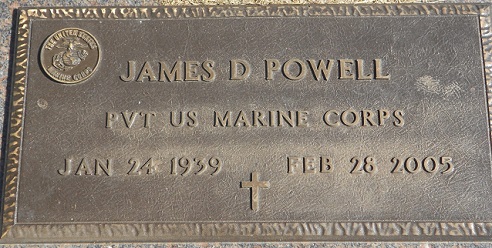 JAMES D POWELL
PVT US MARINE CORPS
JAN 24 1939 FEB 28 2005